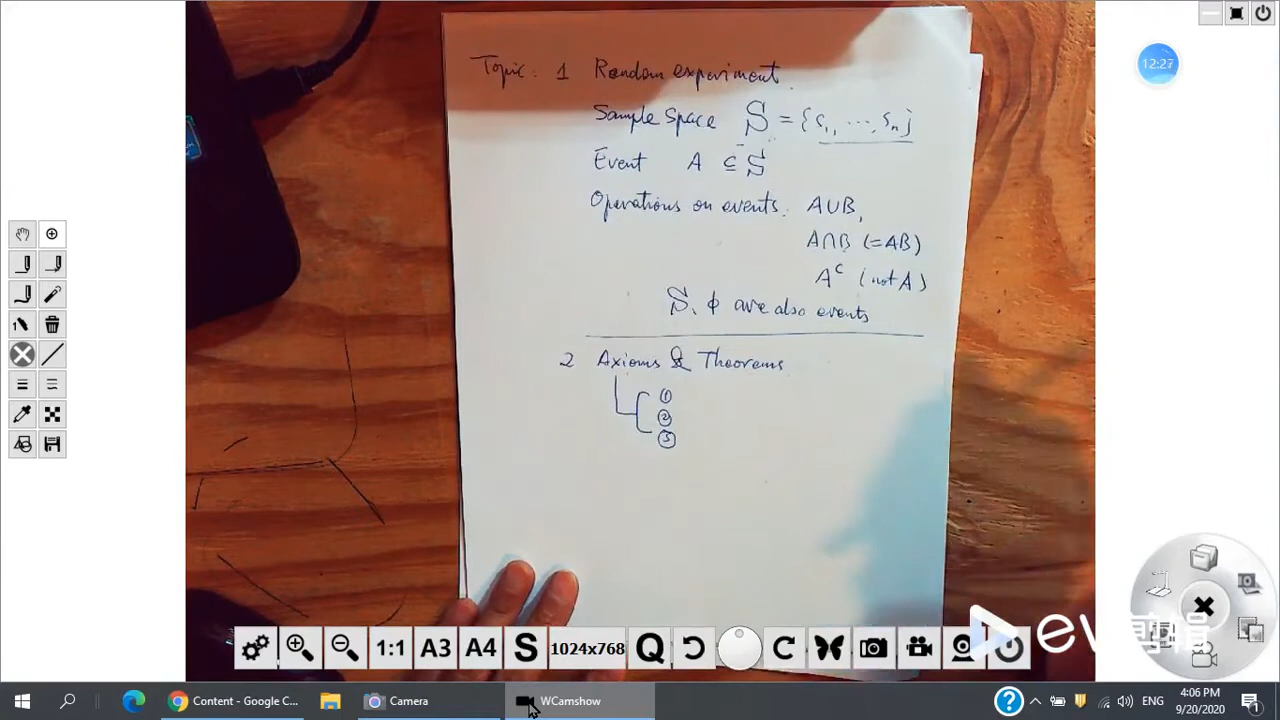 12:27
Topic: 1 Random experiment
Sample Space S = {s1, ..., sn}
Event A ⊆ S
Operations on events: A∪B,
A∩B (=AB)
A^c (not A)
S, ϕ are also events
2 Axioms & Theorems
①
②
③
1:1 A3 A4 S 1024x768 Q
Content - Google C... Camera WCamshow
ENG
4:06 PM
9/20/2020